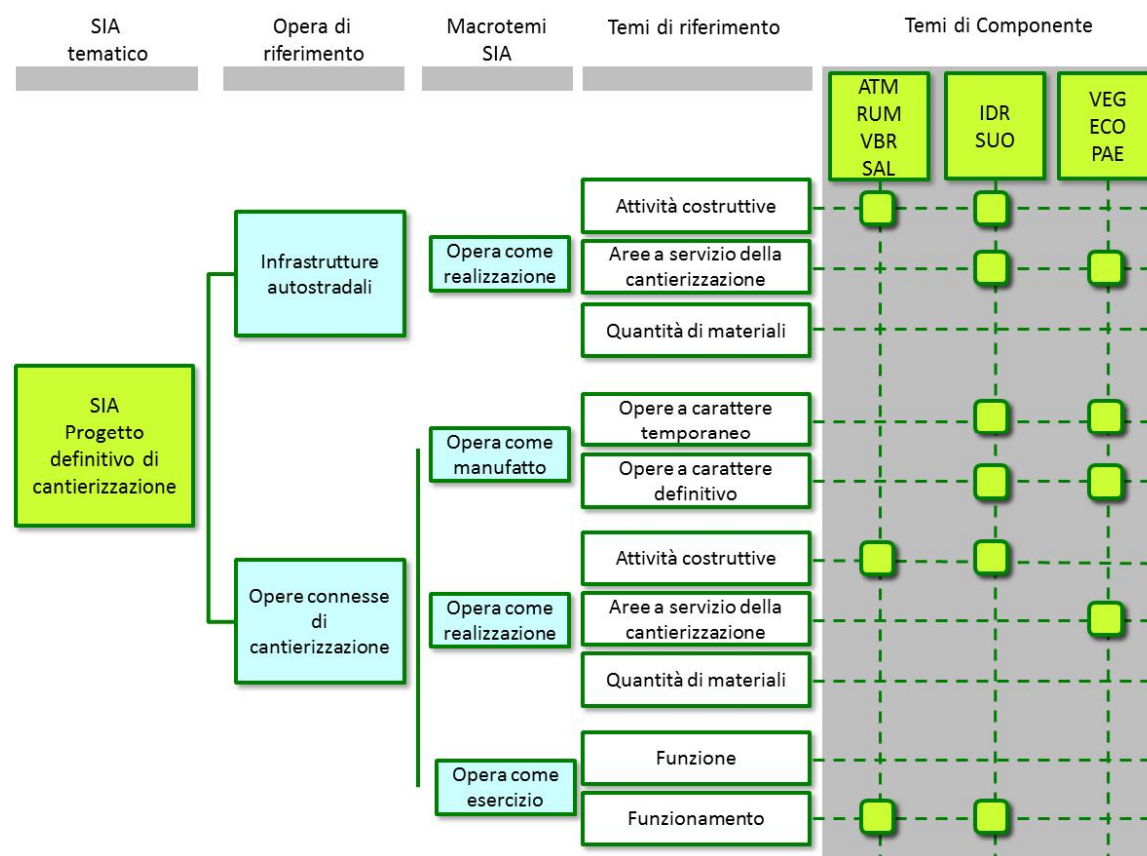 SIA
tematico
Opera di
riferimento
Macrotemi
SIA
Temi di riferimento
Temi di Componente
ATM
RUM
VBR
SAL
IDR
SUO
VEG
ECO
PAE
Infrastrutture
autostradali
Opera come
realizzazione
Attività costruttive
Aree a servizio della
cantierizzazione
Quantità di materiali
SIA
Progetto
definitivo di
cantierizzazione
Opera come
manufatto
Opere a carattere
temporaneo
Opere a carattere
definitivo
Opere connesse
di
cantierizzazione
Opera come
realizzazione
Attività costruttive
Aree a servizio della
cantierizzazione
Quantità di materiali
Opera come
esercizio
Funzione
Funzionamento